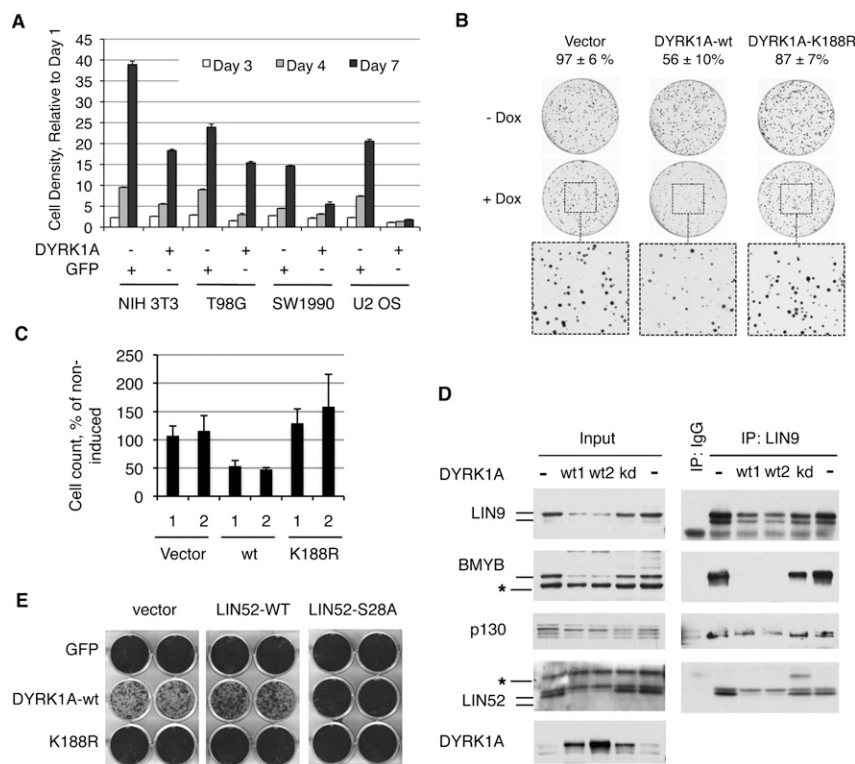 A
Cell Density, Relative to Day 1
45
40
35
30
25
20
15
10
5
0
Day 3 Day 4 Day 7
DYRK1A - + - + - + - +
GFP + - + - + - + -
NIH 3T3 T98G SW1990 U2 OS
B
Vector DYRK1A-wt DYRK1A-K188R
97 ± 6 % 56 ± 10% 87 ± 7%
- Dox
+ Dox
C
Cell count, % of non-
induced
250
200
150
100
50
0
1 2 1 2 1 2
Vector wt K188R
D
Input IP: IgG IP: LIN9
DYRK1A - wt1 wt2 kd - - wt1 wt2 kd -
LIN9
BMYB
*
p130
*
LIN52
DYRK1A
E
vector LIN52-WT LIN52-S28A
GFP
DYRK1A-wt
K188R